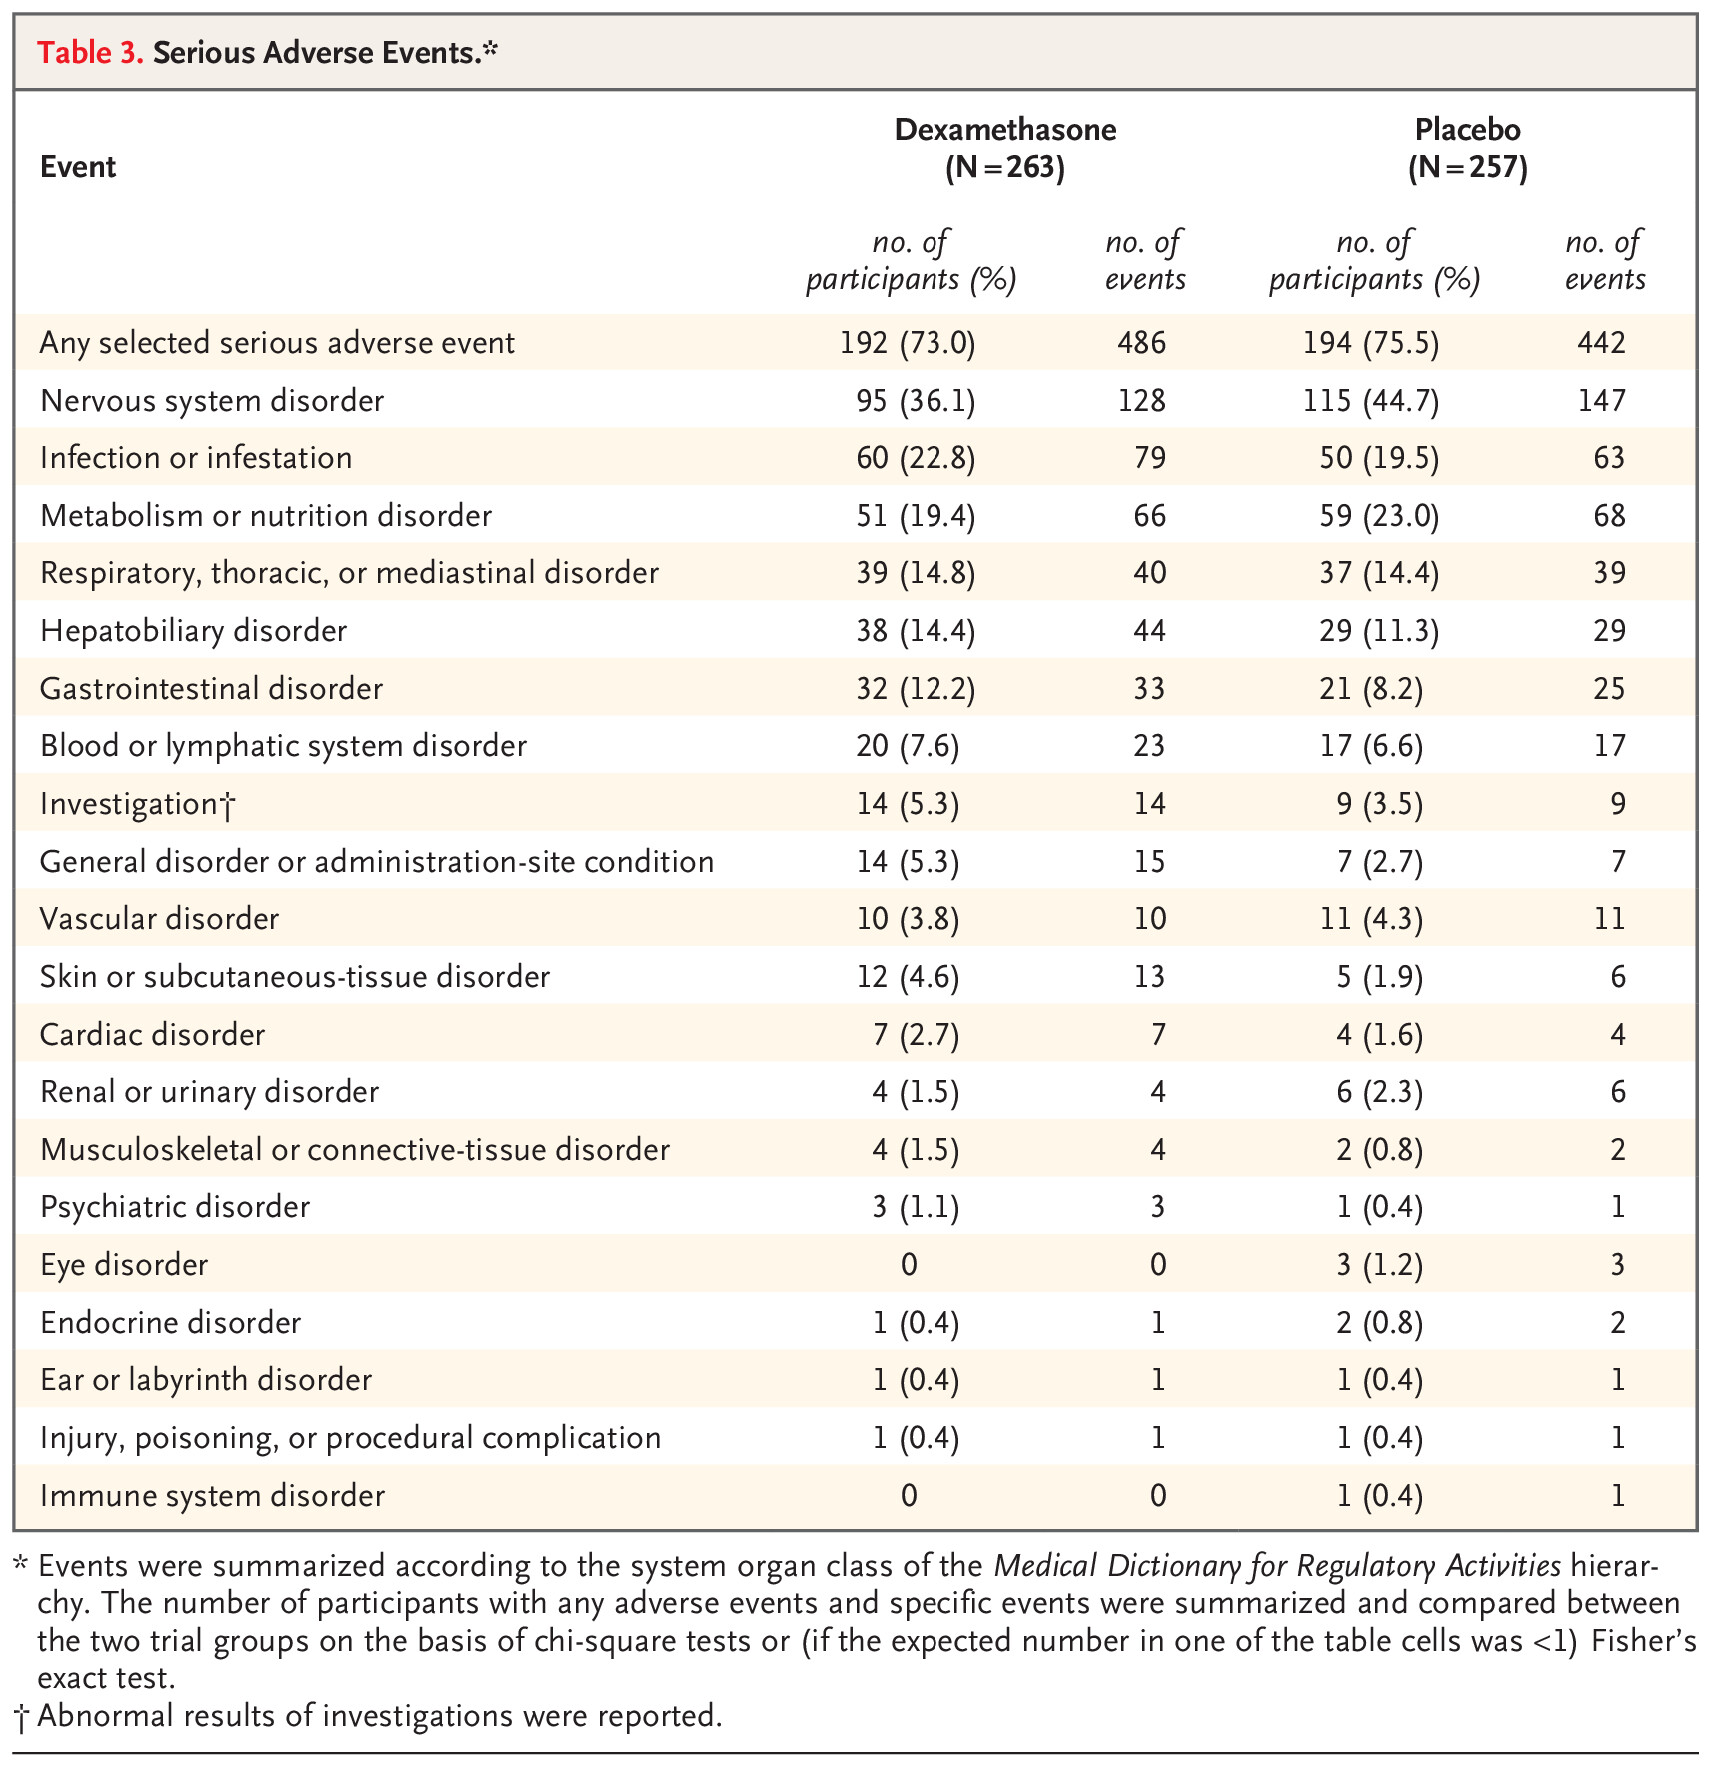 Table 3. Serious Adverse Events.*
Event Dexamethasone (N=263) Placebo (N=257)
no. of participants (%) no. of events no. of participants (%) no. of events
Any selected serious adverse event 192 (73.0) 486 194 (75.5) 442
Nervous system disorder 95 (36.1) 128 115 (44.7) 147
Infection or infestation 60 (22.8) 79 50 (19.5) 63
Metabolism or nutrition disorder 51 (19.4) 66 59 (23.0) 68
Respiratory, thoracic, or mediastinal disorder 39 (14.8) 40 37 (14.4) 39
Hepatobiliary disorder 38 (14.4) 44 29 (11.3) 29
Gastrointestinal disorder 32 (12.2) 33 21 (8.2) 25
Blood or lymphatic system disorder 20 (7.6) 23 17 (6.6) 17
Investigation† 14 (5.3) 14 9 (3.5) 9
General disorder or administration-site condition 14 (5.3) 15 7 (2.7) 7
Vascular disorder 10 (3.8) 10 11 (4.3) 11
Skin or subcutaneous-tissue disorder 12 (4.6) 13 5 (1.9) 6
Cardiac disorder 7 (2.7) 7 4 (1.6) 4
Renal or urinary disorder 4 (1.5) 4 6 (2.3) 6
Musculoskeletal or connective-tissue disorder 4 (1.5) 4 2 (0.8) 2
Psychiatric disorder 3 (1.1) 3 1 (0.4) 1
Eye disorder 0 0 3 (1.2) 3
Endocrine disorder 1 (0.4) 1 2 (0.8) 2
Ear or labyrinth disorder 1 (0.4) 1 1 (0.4) 1
Injury, poisoning, or procedural complication 1 (0.4) 1 1 (0.4) 1
Immune system disorder 0 0 1 (0.4) 1
* Events were summarized according to the system organ class of the Medical Dictionary for Regulatory Activities hierar-
chy. The number of participants with any adverse events and specific events were summarized and compared between
the two trial groups on the basis of chi-square tests or (if the expected number in one of the table cells was <1) Fisher's
exact test.
† Abnormal results of investigations were reported.